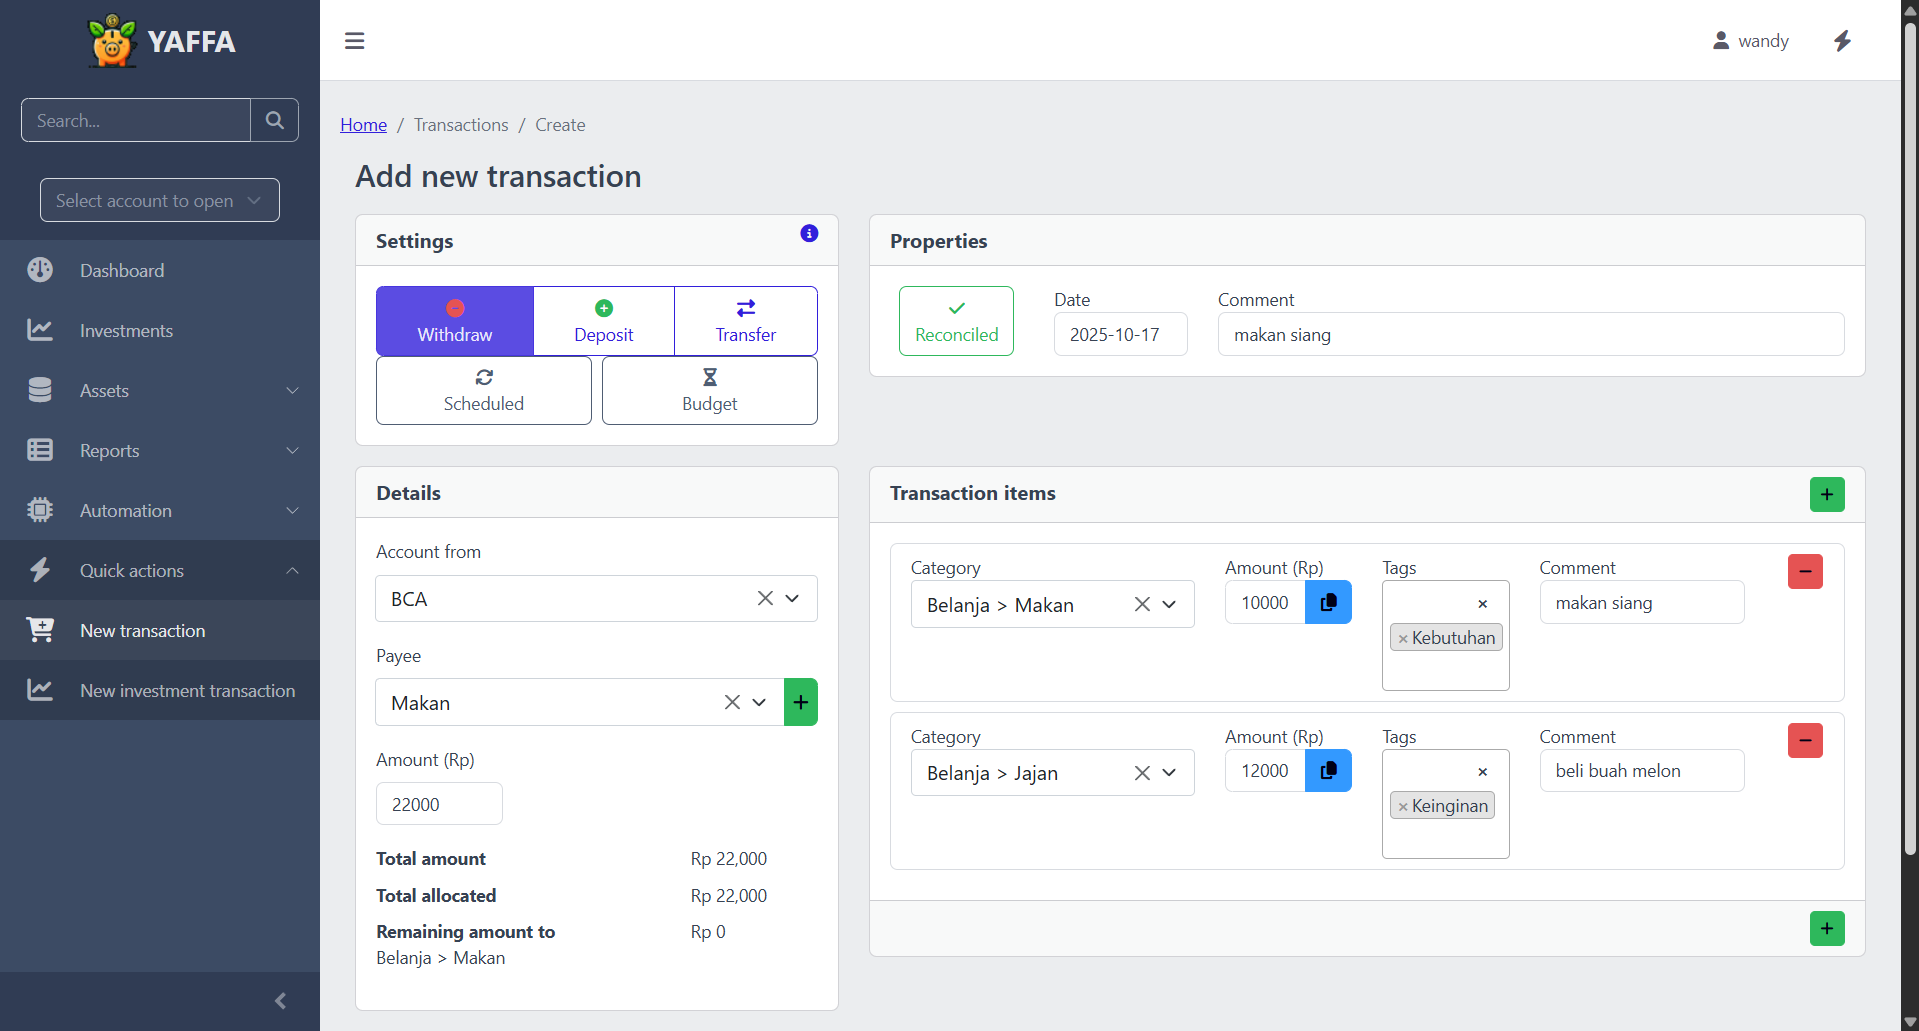 YAFFA
Search...
Select account to open
Dashboard
Investments
Assets
Reports
Automation
Quick actions
New transaction
New investment transaction
wandy
Home / Transactions / Create
Add new transaction
Settings
Withdraw
Deposit
Transfer
Scheduled
Budget
Properties
Reconciled
Date
2025-10-17
Comment
makan siang
Details
Account from
BCA
Payee
Makan
Amount (Rp)
22000
Total amount Rp 22,000
Total allocated Rp 22,000
Remaining amount to Rp 0
Belanja > Makan
Transaction items
Category Amount (Rp) Tags Comment
Belanja > Makan 10000 × makan siang
× Kebutuhan
Category Amount (Rp) Tags Comment
Belanja > Jajan 12000 × beli buah melon
× Keinginan